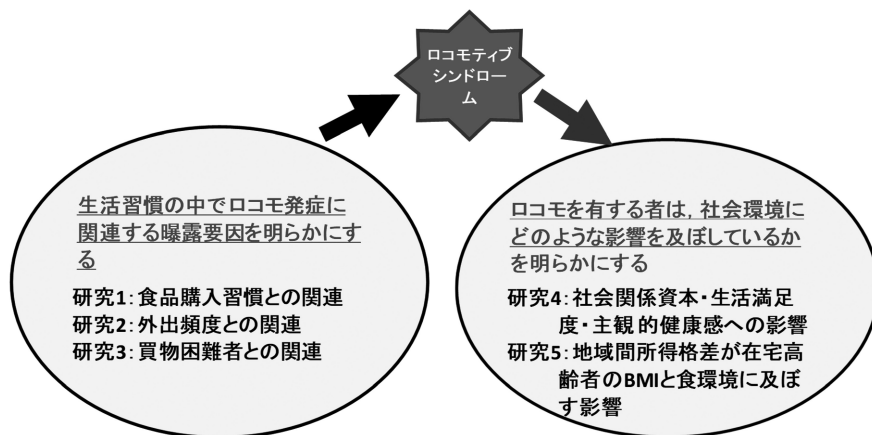 ロコモティブ
シンドロー
ム
生活習慣の中でロコモ発症に
関連する曝露要因を明らかにす
る
研究1：食品購入習慣との関連
研究2：外出頻度との関連
研究3：買物困難者との関連
ロコモを有する者は，社会環境に
どのような影響を及ぼしているか
を明らかにする
研究4：社会関係資本・生活満足
度・主観的健康感への影響
研究5：地域間所得格差が在宅高
齢者のBMIと食環境に及ぼ
す影響